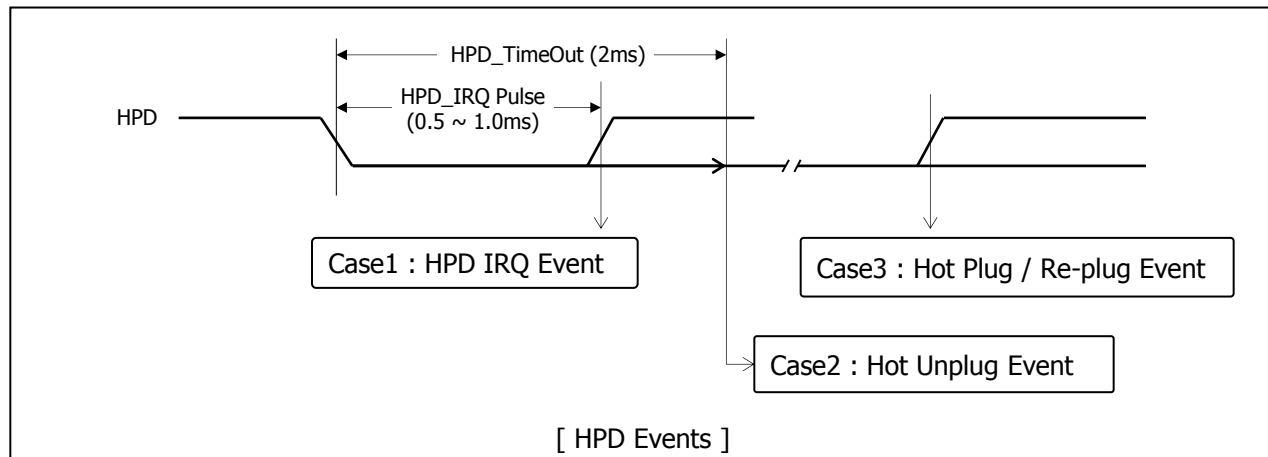 HPD_TimeOut (2ms)
HPD_IRQ Pulse
(0.5 ~ 1.0ms)
HPD
Case1 : HPD IRQ Event
Case3 : Hot Plug / Re-plug Event
Case2 : Hot Unplug Event
[ HPD Events ]